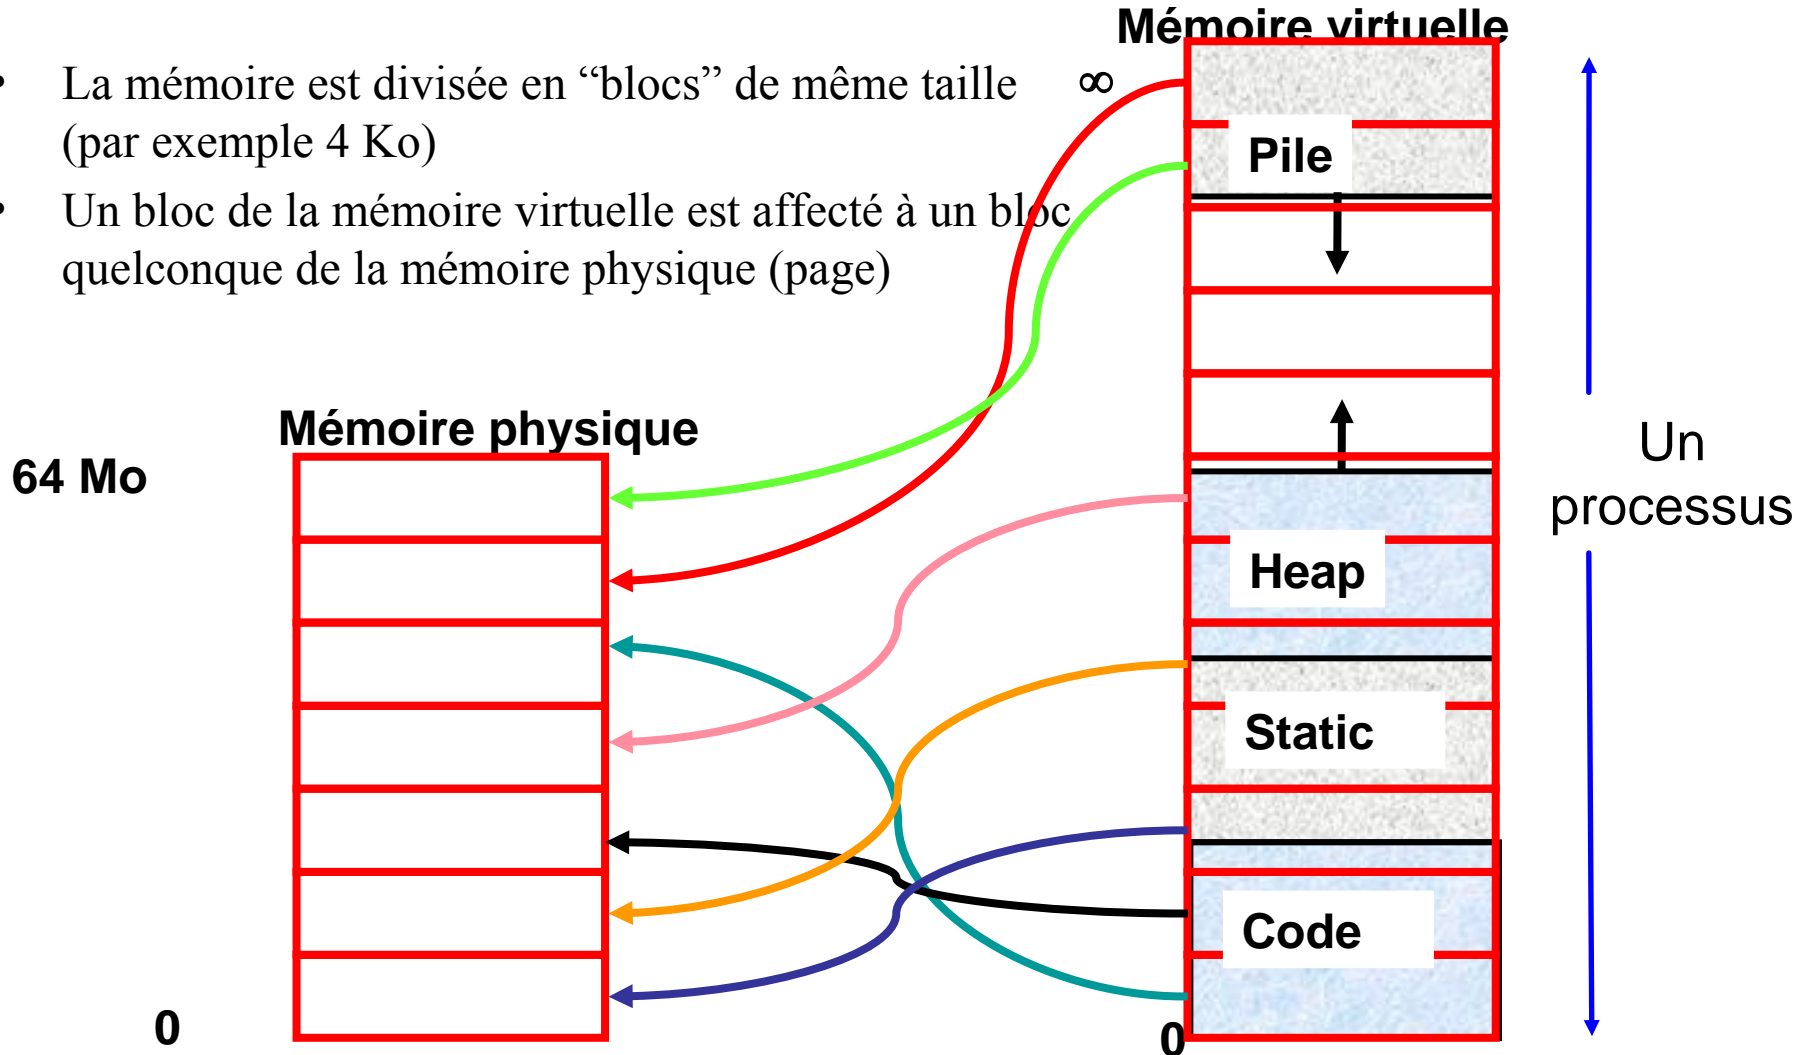 Mémoire virtuelle
• La mémoire est divisée en “blocs” de même taille
(par exemple 4 Ko)
• Un bloc de la mémoire virtuelle est affecté à un bloc
quelconque de la mémoire physique (page)
∞
Pile
Mémoire physique
64 Mo
Un
processus
Heap
Static
Code
0
0